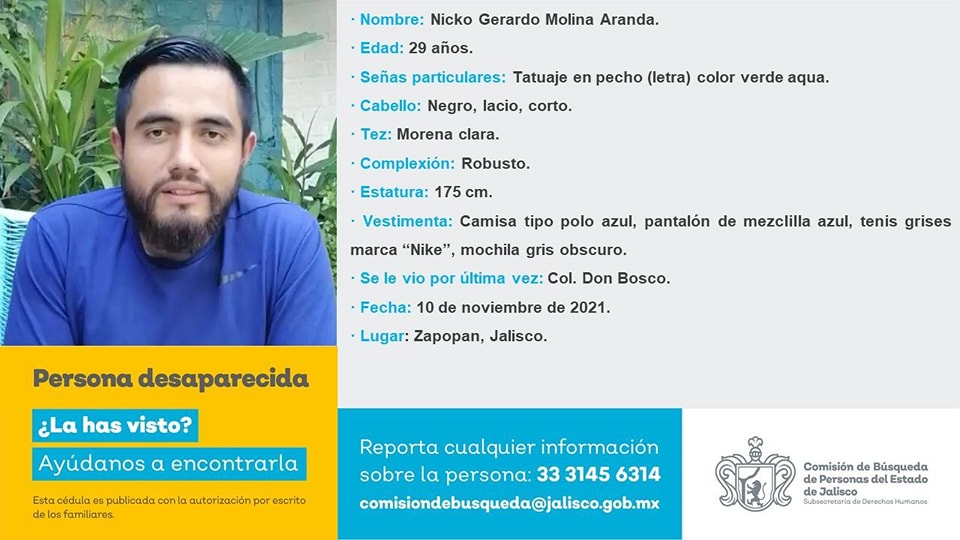 · Nombre: Nicko Gerardo Molina Aranda.
· Edad: 29 años.
· Señas particulares: Tatuaje en pecho (letra) color verde aqua.
· Cabello: Negro, lacio, corto.
· Tez: Morena clara.
· Complexión: Robusto.
· Estatura: 175 cm.
· Vestimenta: Camisa tipo polo azul, pantalón de mezclilla azul, tenis grises
marca “Nike”, mochila gris obscuro.
· Se le vio por última vez: Col. Don Bosco.
· Fecha: 10 de noviembre de 2021.
· Lugar: Zapopan, Jalisco.
Persona desaparecida
¿La has visto?
Ayúdanos a encontrarla
Esta cédula es publicada con la autorización por escrito
de los familiares.
Reporta cualquier información
sobre la persona: 33 3145 6314
comisiondebusqueda@jalisco.gob.mx
Comisión de Búsqueda
de Personas del Estado
de Jalisco
Subsecretaría de Derechos Humanos